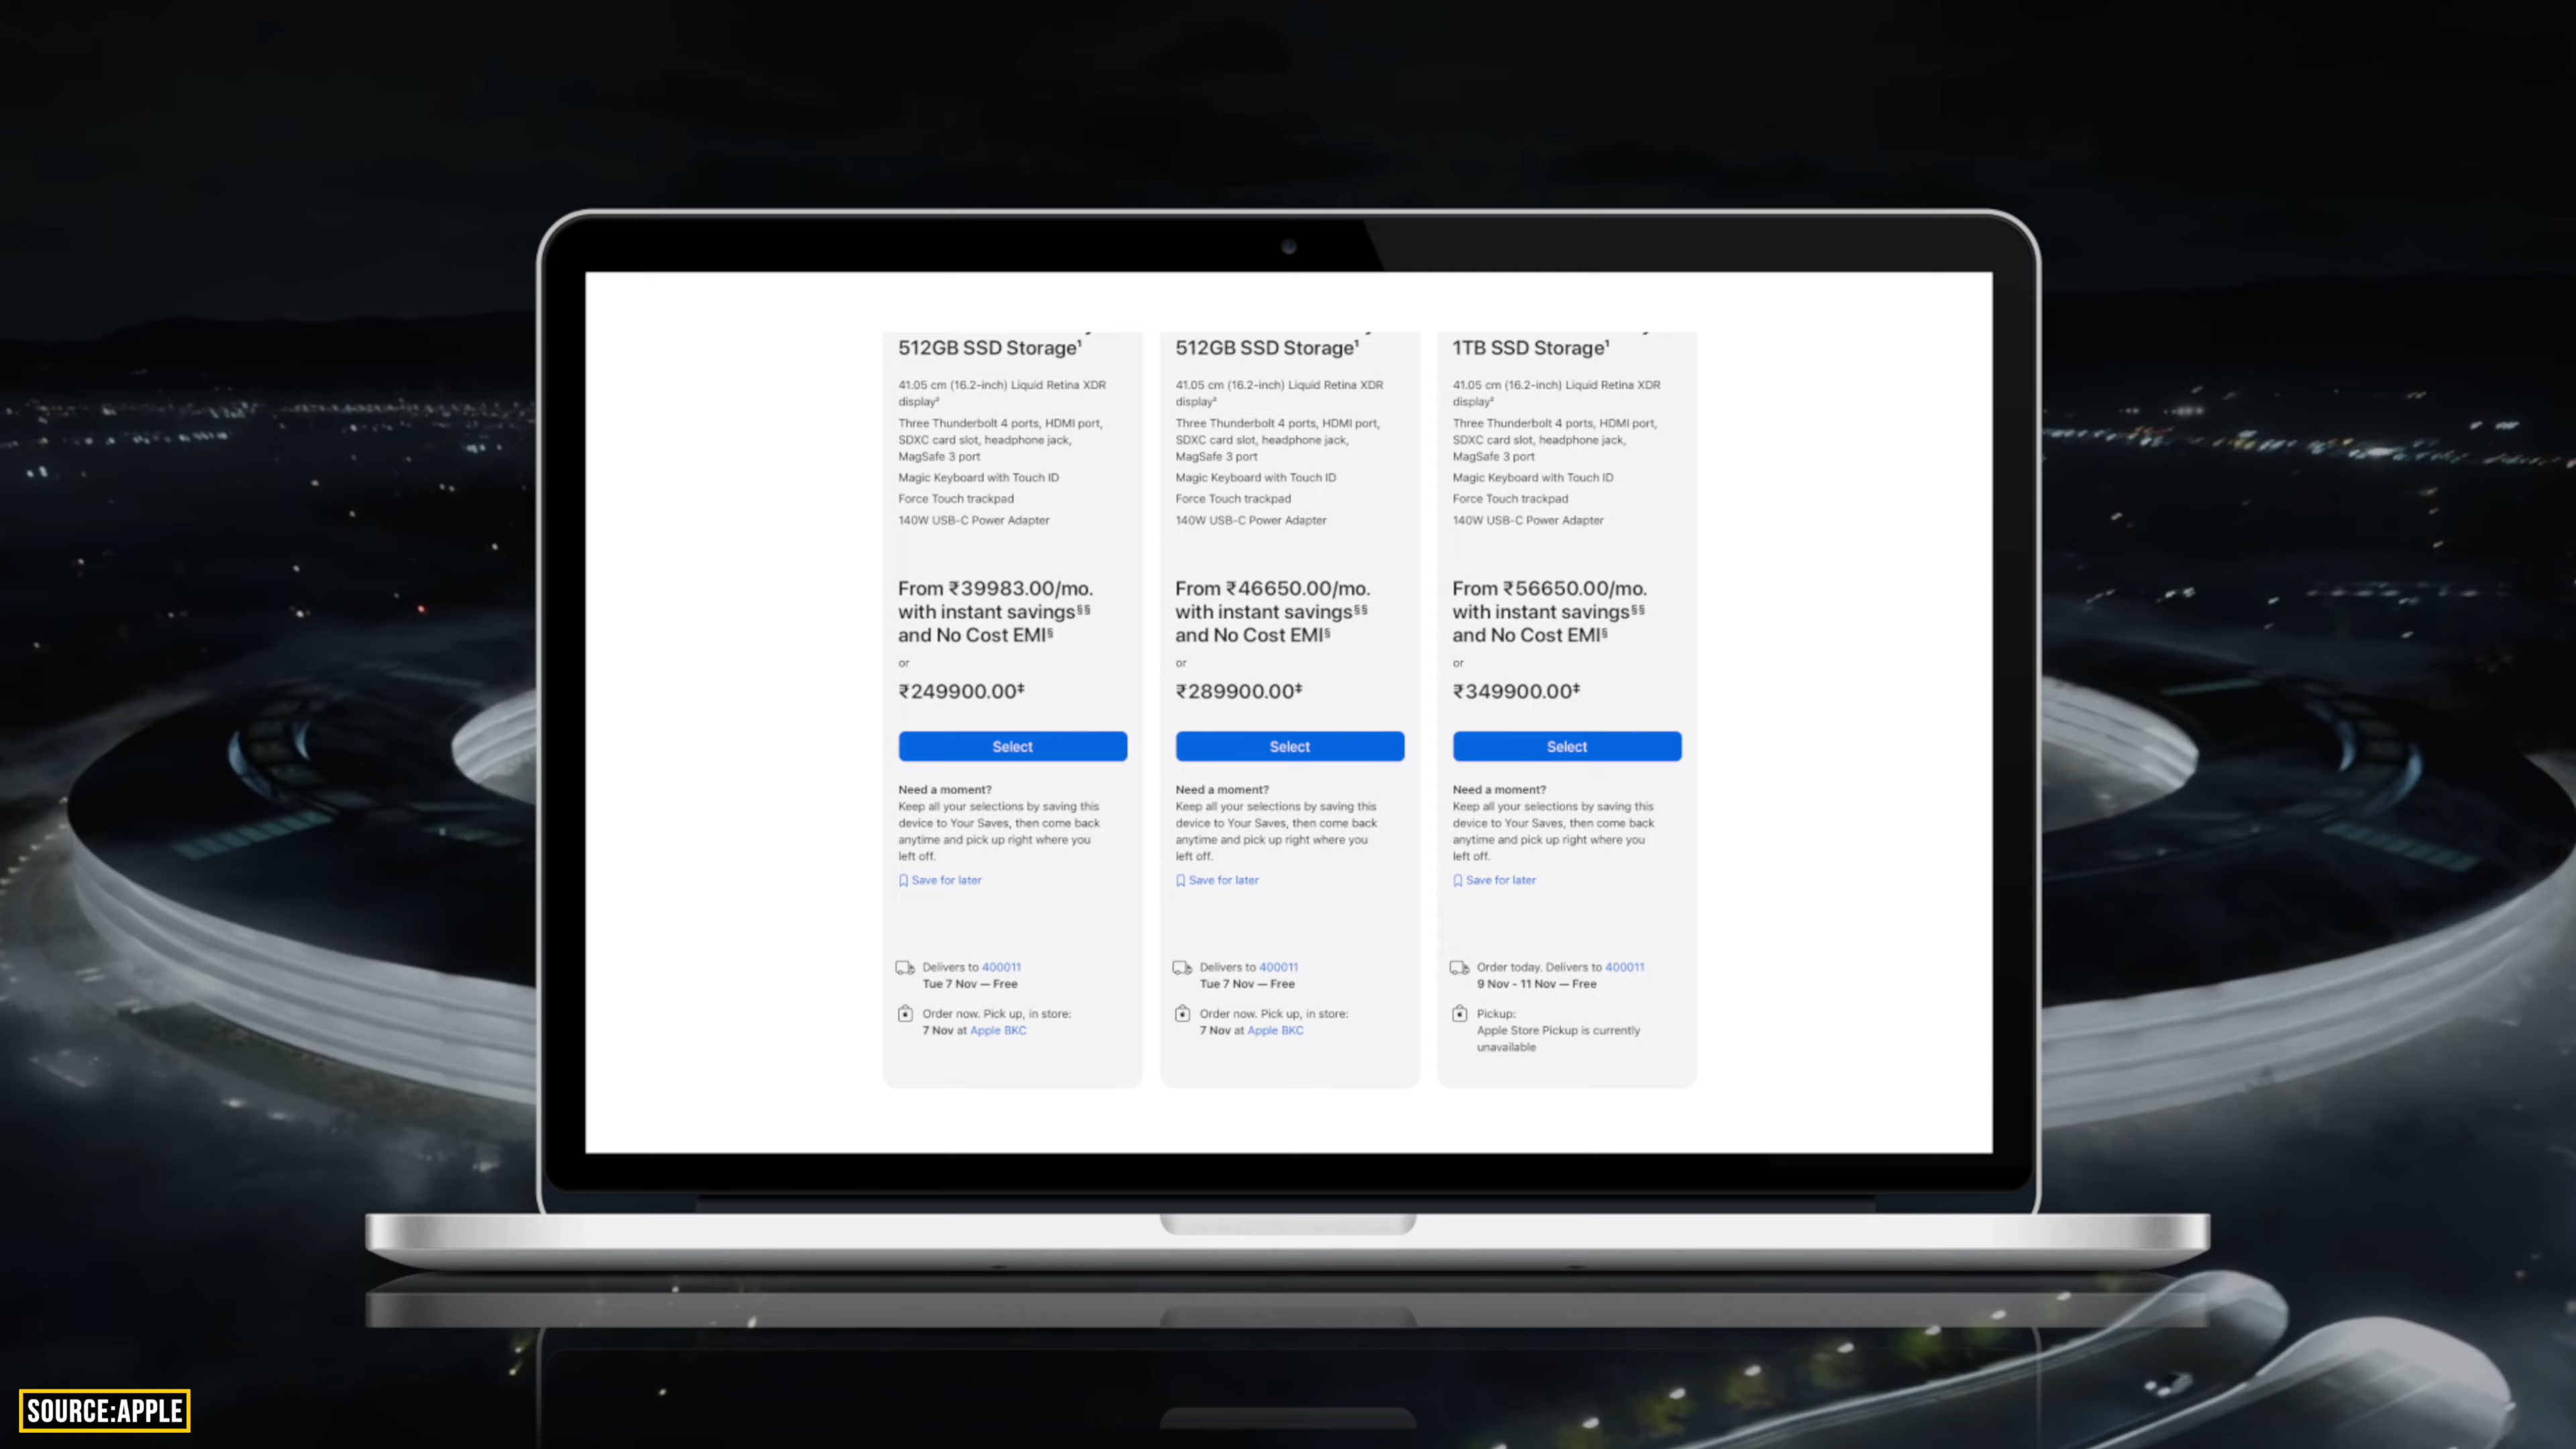 512GB SSD Storage¹
41.05 cm (16.2-inch) Liquid Retina XDR
display²
Three Thunderbolt 4 ports, HDMI port,
SDXC card slot, headphone jack,
MagSafe 3 port
Magic Keyboard with Touch ID
Force Touch trackpad
140W USB-C Power Adapter
From ₹39983.00/mo.
with instant savings§§
and No Cost EMI§
or
₹249900.00‡
Select
Need a moment?
Keep all your selections by saving this
device to Your Saves, then come back
anytime and pick up right where you
left off.
Save for later
Delivers to 400011
Tue 7 Nov — Free
Order now. Pick up, in store:
7 Nov at Apple BKC
512GB SSD Storage¹
41.05 cm (16.2-inch) Liquid Retina XDR
display²
Three Thunderbolt 4 ports, HDMI port,
SDXC card slot, headphone jack,
MagSafe 3 port
Magic Keyboard with Touch ID
Force Touch trackpad
140W USB-C Power Adapter
From ₹46650.00/mo.
with instant savings§§
and No Cost EMI§
or
₹289900.00‡
Select
Need a moment?
Keep all your selections by saving this
device to Your Saves, then come back
anytime and pick up right where you
left off.
Save for later
Delivers to 400011
Tue 7 Nov — Free
Order now. Pick up, in store:
7 Nov at Apple BKC
1TB SSD Storage¹
41.05 cm (16.2-inch) Liquid Retina XDR
display²
Three Thunderbolt 4 ports, HDMI port,
SDXC card slot, headphone jack,
MagSafe 3 port
Magic Keyboard with Touch ID
Force Touch trackpad
140W USB-C Power Adapter
From ₹56650.00/mo.
with instant savings§§
and No Cost EMI§
or
₹349900.00‡
Select
Need a moment?
Keep all your selections by saving this
device to Your Saves, then come back
anytime and pick up right where you
left off.
Save for later
Order today. Delivers to 400011
9 Nov - 11 Nov — Free
Pickup:
Apple Store Pickup is currently
unavailable
SOURCE:APPLE